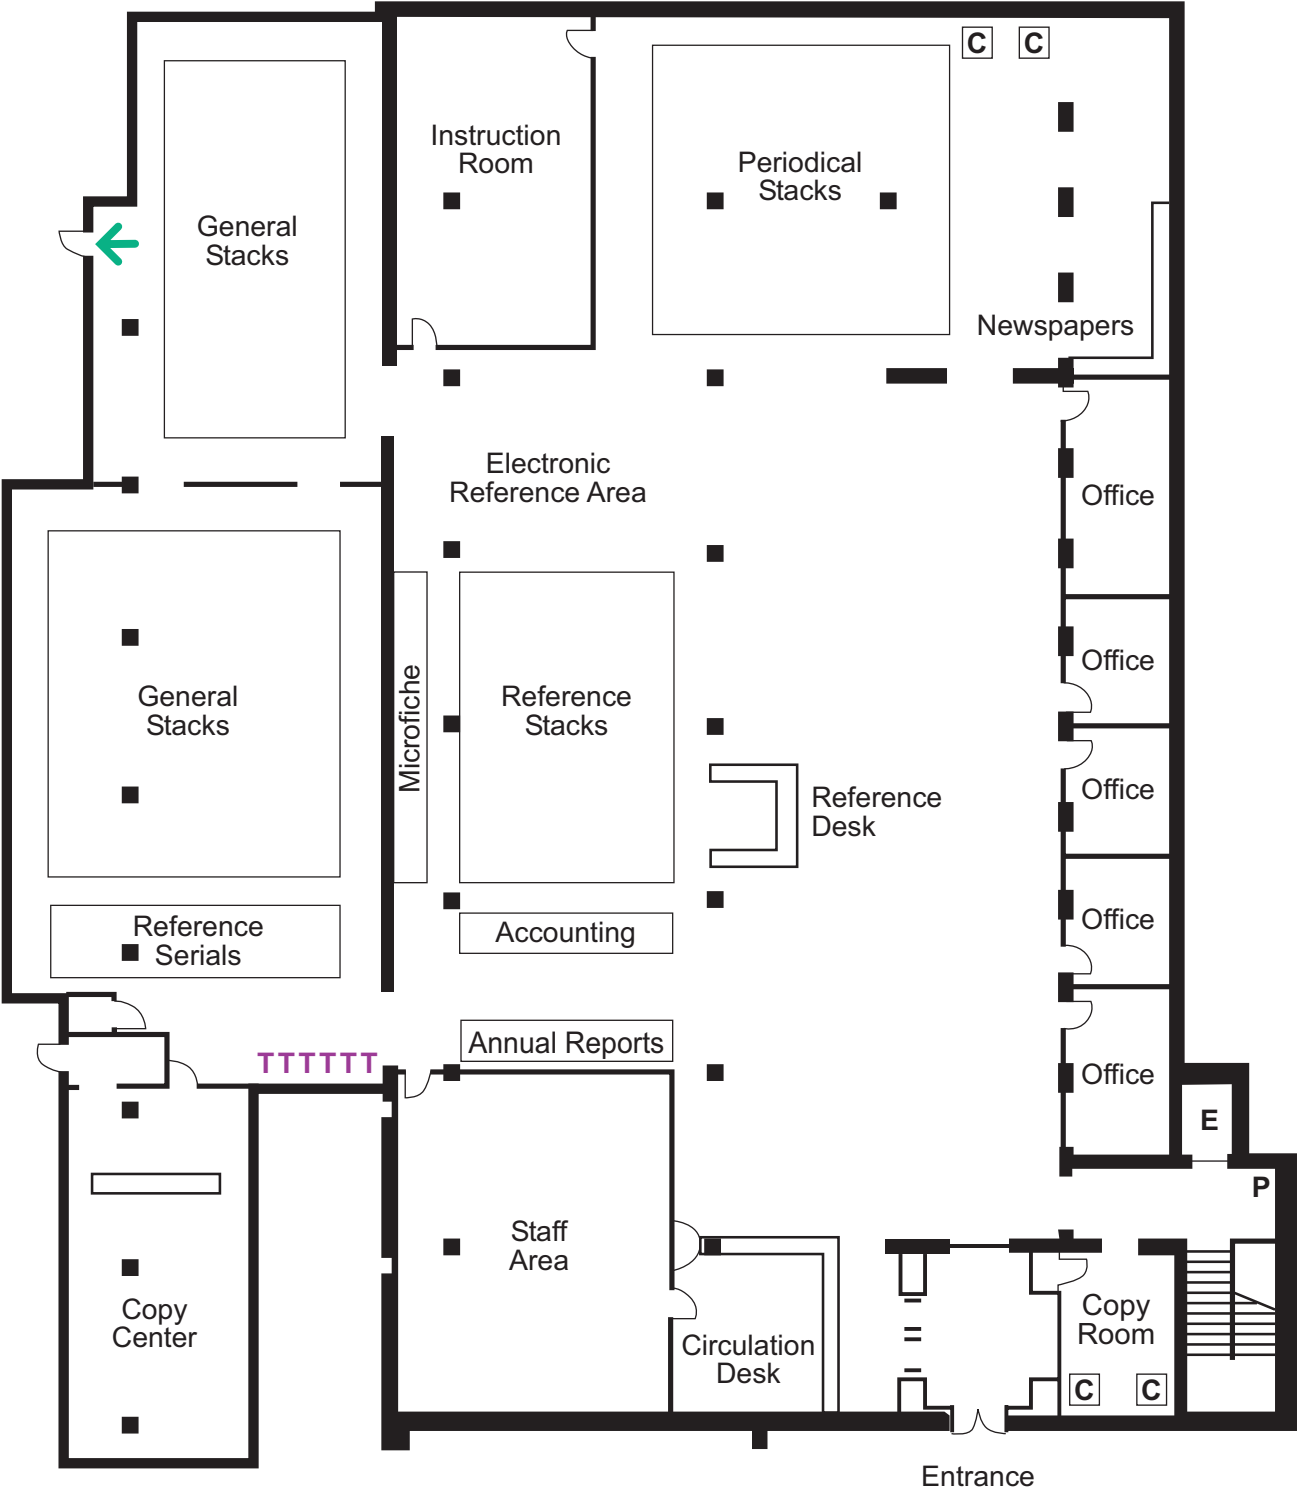 C C
Instruction
Room
Periodical
Stacks
General
Stacks
Newspapers
Electronic
Reference Area
Office
Office
General
Stacks
Microfiche
Reference
Stacks
Office
Reference
Desk
Office
Reference
Serials
Accounting
Annual Reports
TTTTTT
Office
E
P
Staff
Area
Copy
Center
Circulation
Desk
Copy
Room
C C
Entrance